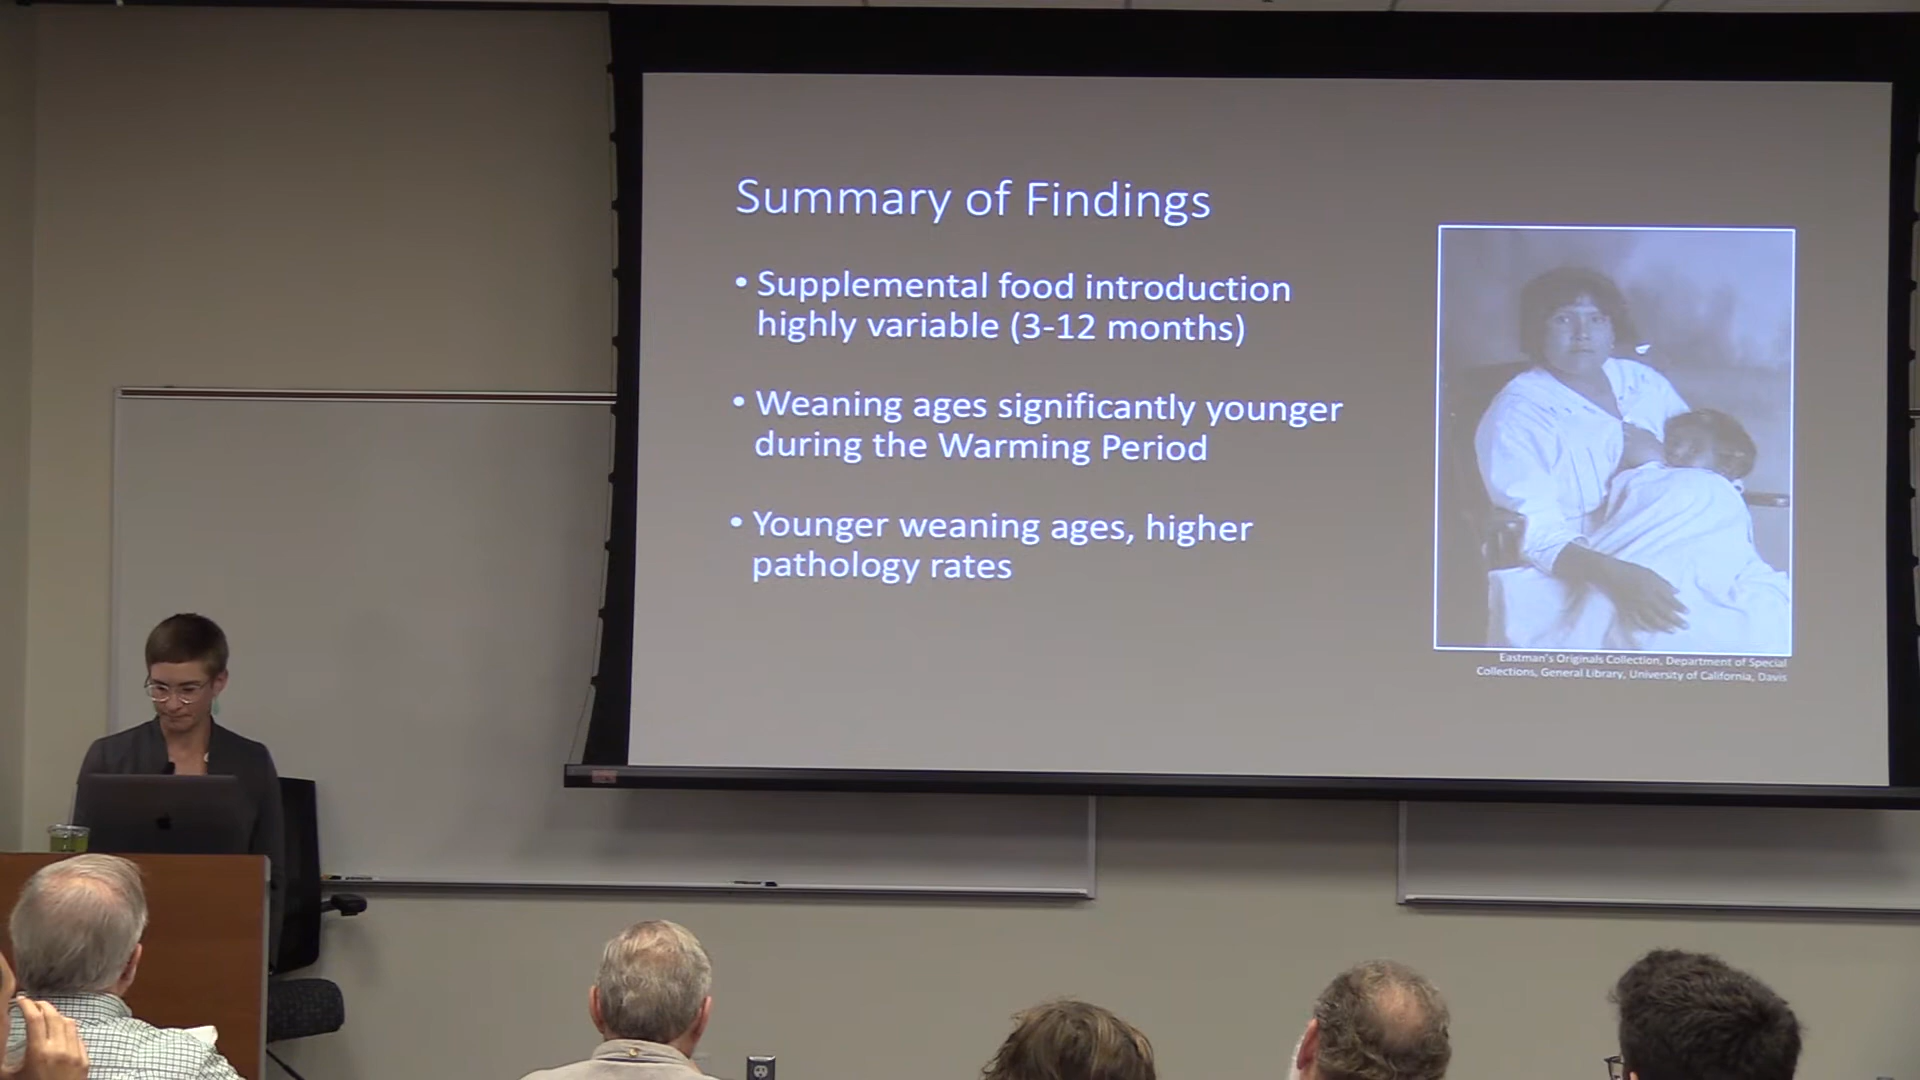 Summary of Findings
• Supplemental food introduction
highly variable (3-12 months)
• Weaning ages significantly younger
during the Warming Period
• Younger weaning ages, higher
pathology rates
Eastman's Originals Collection, Department of Special
Collections, General Library, University of California, Davis